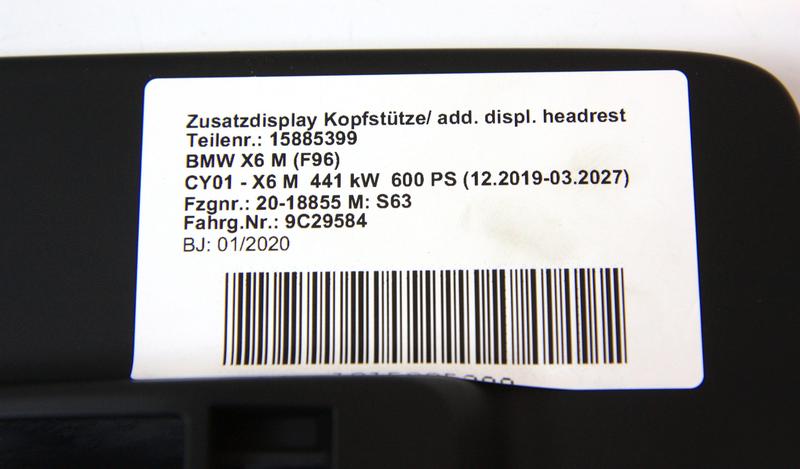 Zusatzdisplay Kopfstütze/ add. displ. headrest
Teilenr.: 15885399
BMW X6 M (F96)
CY01 - X6 M 441 kW 600 PS (12.2019-03.2027)
Fzgnr.: 20-18855 M: S63
Fahrg.Nr.: 9C29584
BJ: 01/2020